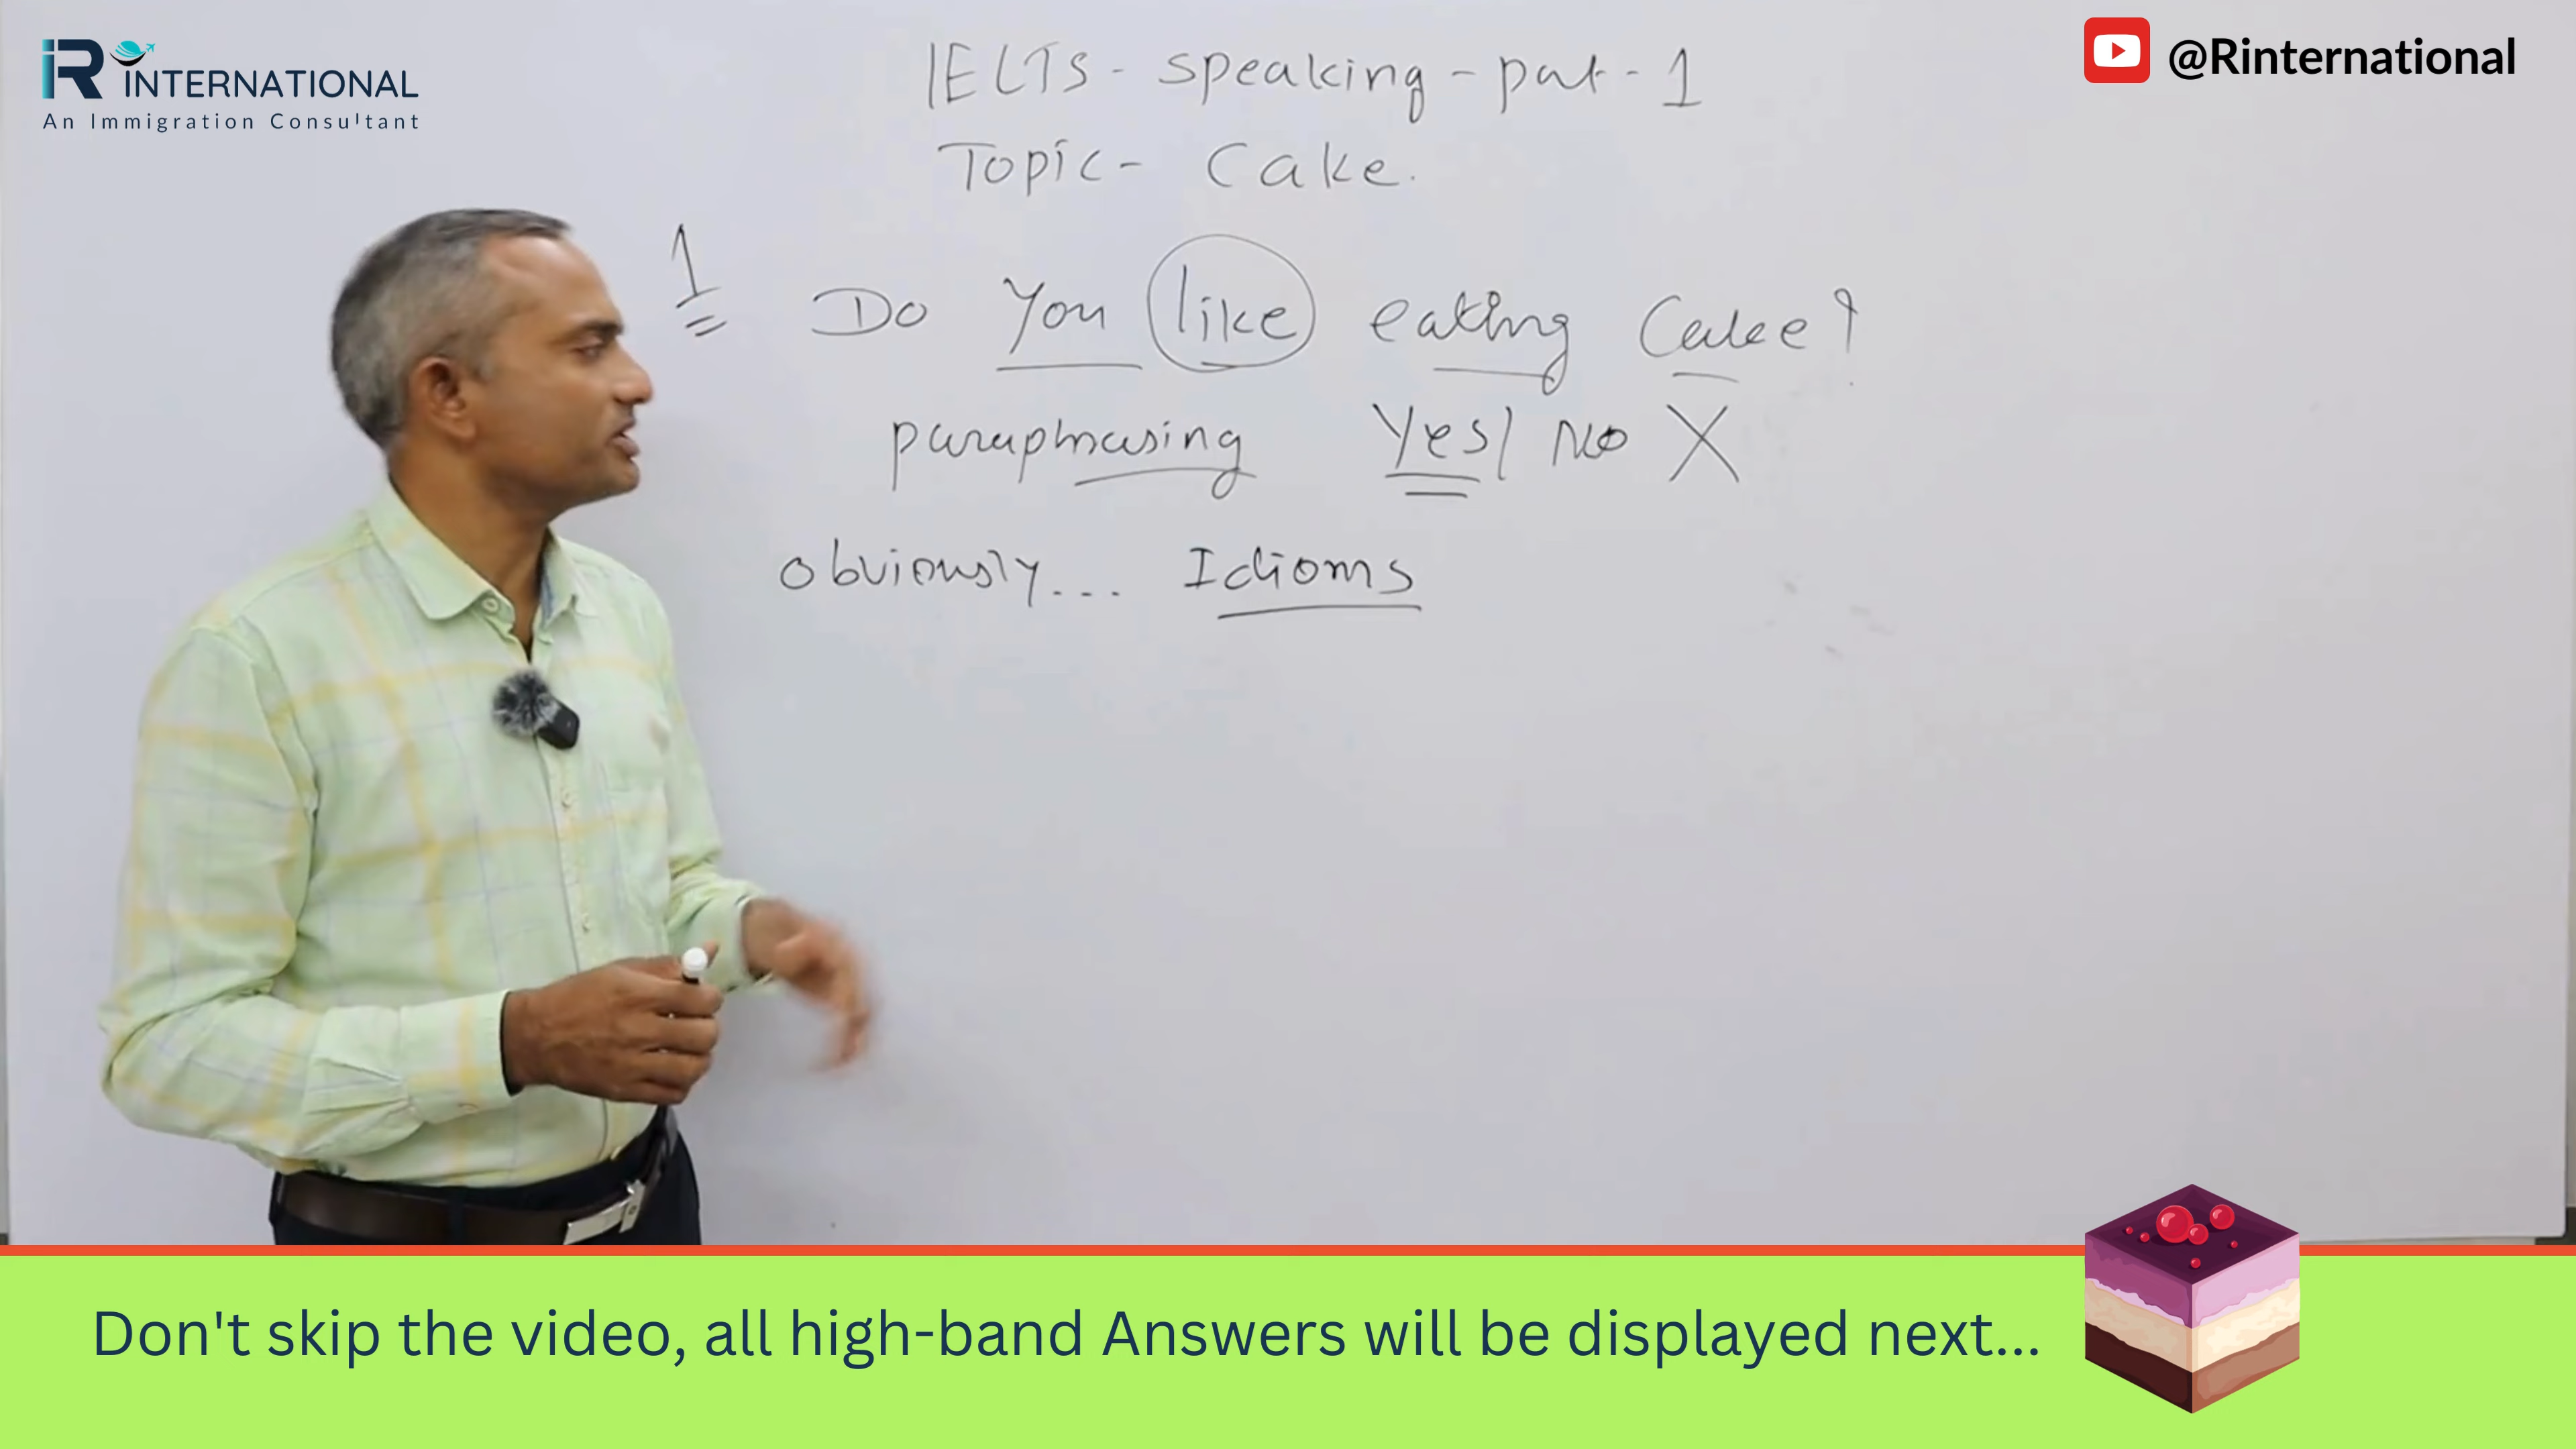 iR INTERNATIONAL
An Immigration Consultant
@Rinternational
IELTS - Speaking - part - 1
Topic - Cake.
1 Do You like eating Cake?
paraphrasing Yes/ No X
obviously... Idioms
Don't skip the video, all high-band Answers will be displayed next...